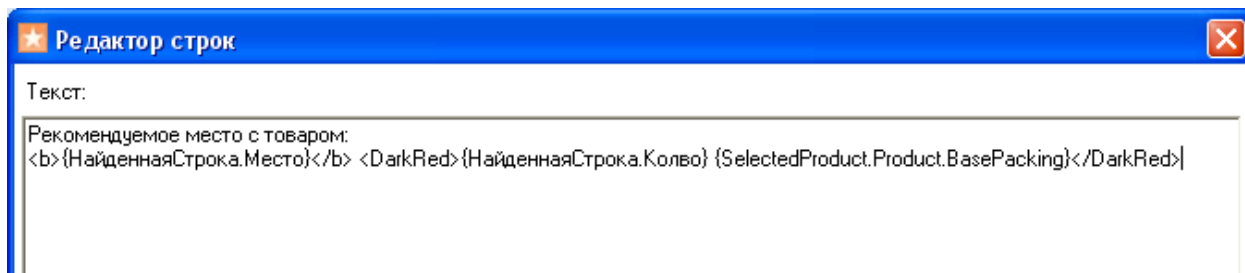 Редактор строк
Текст:
Рекомендуемое место с товаром:
<b>{НайденнаяСтрока.Место}</b> <DarkRed>{НайденнаяСтрока.Колво} {SelectedProduct.Product.BasePacking}</DarkRed>